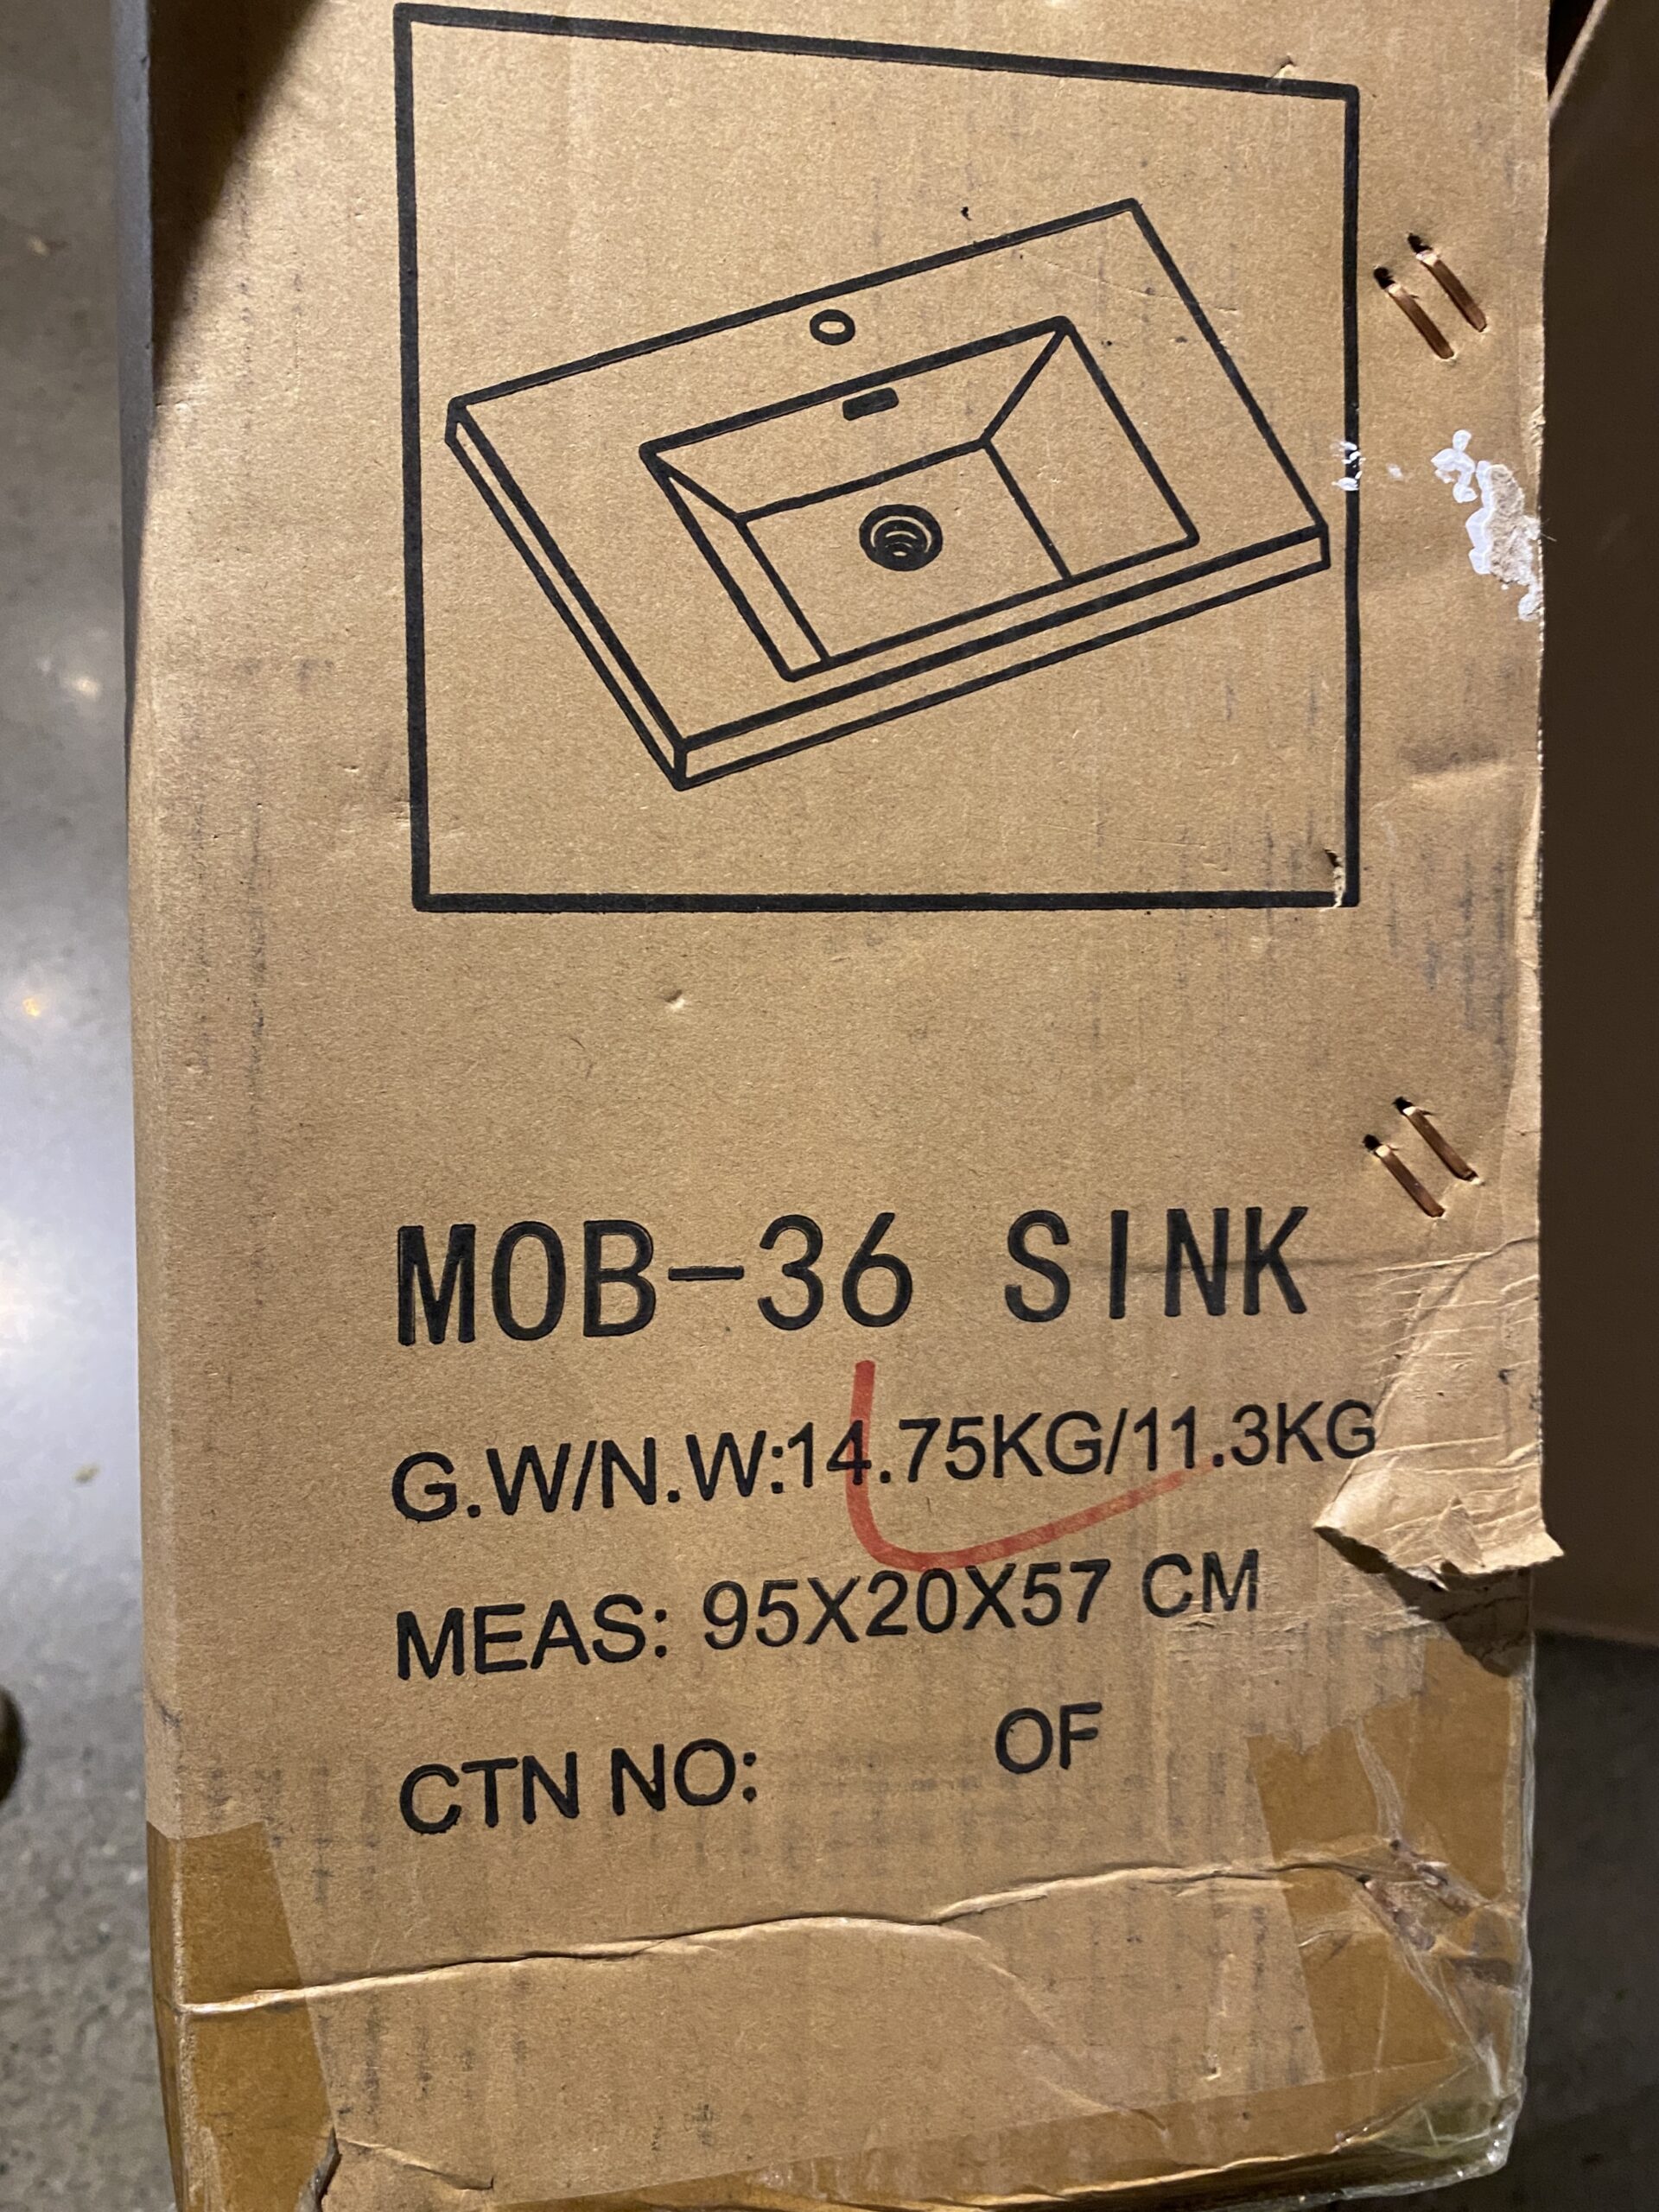 MOB-36 SINK
G.W/N.W:14.75KG/11.3KG
MEAS: 95X20X57 CM
CTN NO: OF